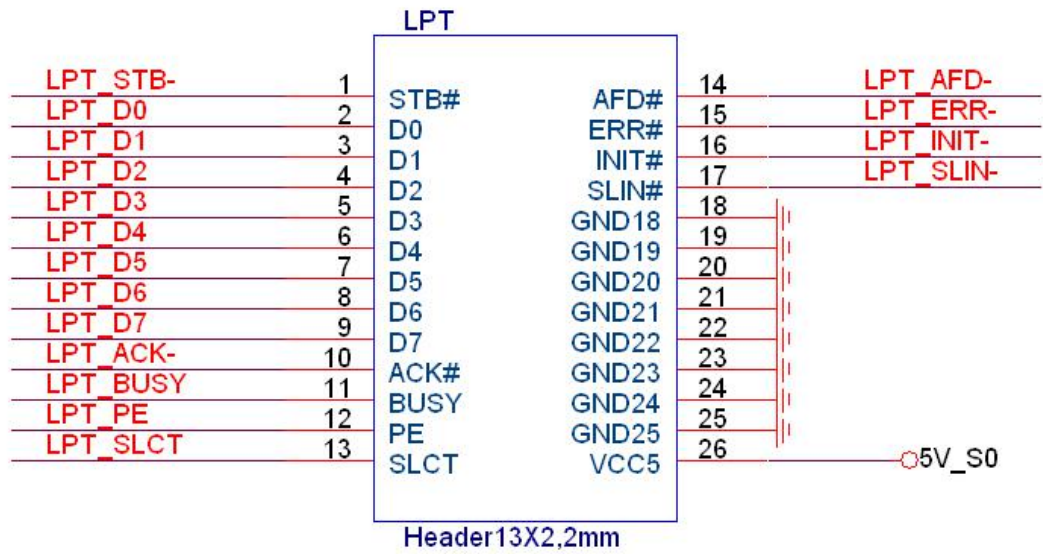 LPT
LPT_STB- 1 STB# AFD# 14 LPT_AFD-
LPT_D0 2 D0 ERR# 15 LPT_ERR-
LPT_D1 3 D1 INIT# 16 LPT_INIT-
LPT_D2 4 D2 SLIN# 17 LPT_SLIN-
LPT_D3 5 D3 GND18 18
LPT_D4 6 D4 GND19 19
LPT_D5 7 D5 GND20 20
LPT_D6 8 D6 GND21 21
LPT_D7 9 D7 GND22 22
LPT_ACK- 10 ACK# GND23 23
LPT_BUSY 11 BUSY GND24 24
LPT_PE 12 PE GND25 25
LPT_SLCT 13 SLCT VCC5 26 5V_S0
Header13X2,2mm